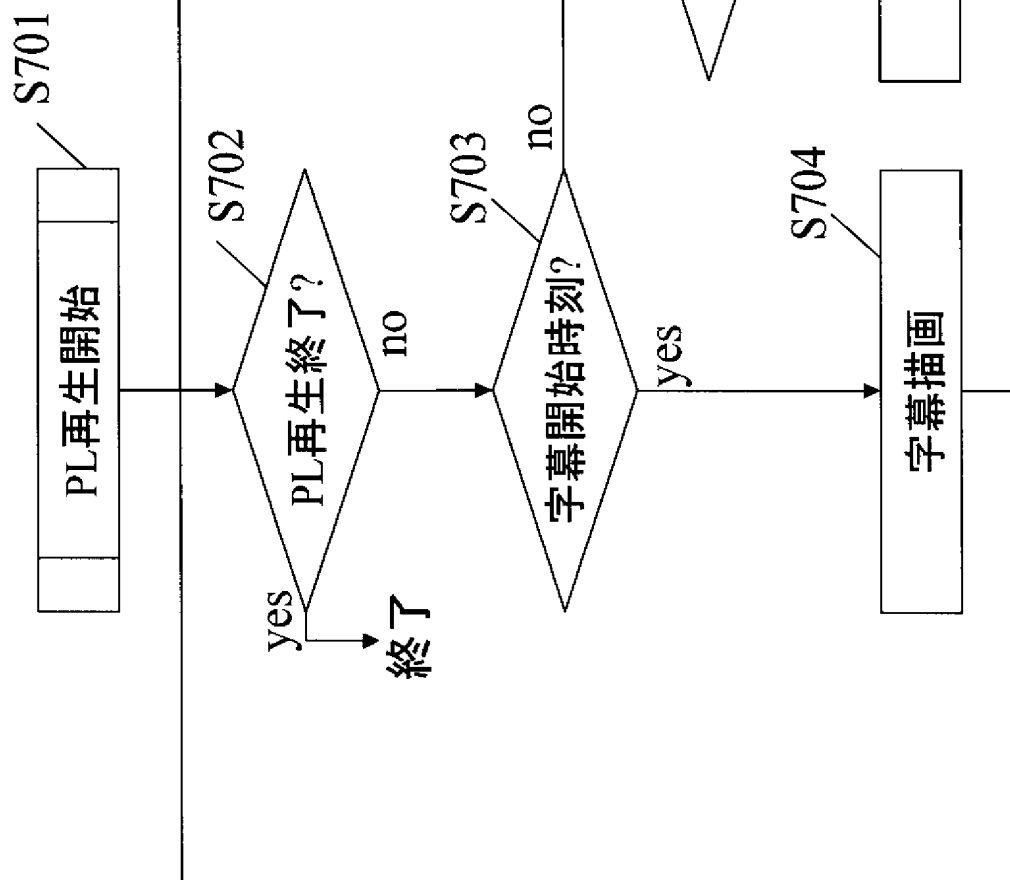 S701
PL再生開始
S702
PL再生終了?
yes
終了
no
S703
字幕開始時刻?
no
yes
S704
字幕描画